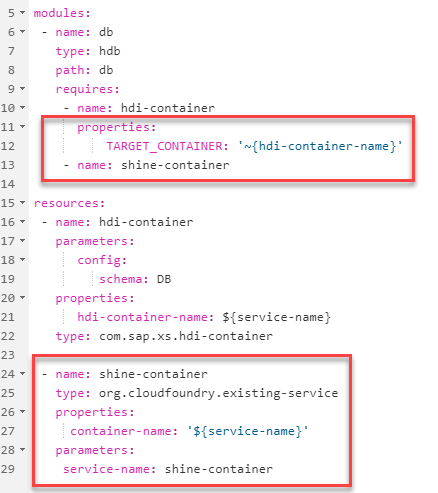 5 modules:
6 - name: db
7 type: hdb
8 path: db
9 requires:
10 - name: hdi-container
11 properties:
12 TARGET_CONTAINER: '~{hdi-container-name}'
13 - name: shine-container
14
15 resources:
16 - name: hdi-container
17 parameters:
18 config:
19 schema: DB
20 properties:
21 hdi-container-name: ${service-name}
22 type: com.sap.xs.hdi-container
23
24 - name: shine-container
25 type: org.cloudfoundry.existing-service
26 properties:
27 container-name: '${service-name}'
28 parameters:
29 service-name: shine-container